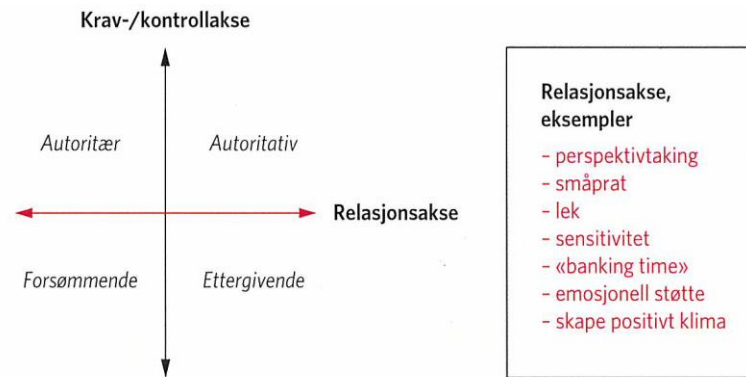 Krav-/kontrollakse
Autoritær
Autoritativ
Relasjonsakse
Forsømmende
Ettergivende
Relasjonsakse,
eksempler
– perspektivtaking
– småprat
– lek
– sensitivitet
– «banking time»
– emosjonell støtte
– skape positivt klima